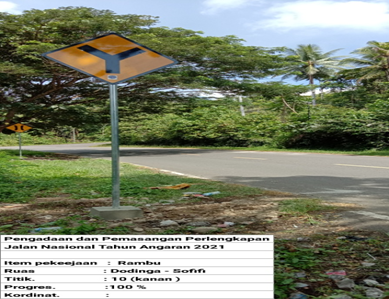 Pengadaan dan Pemasangan Perlengkapan
Jalan Nasional Tahun Angaran 2021
Item pekeejaan : Rambu
Ruas : Dodinga - Sofifi
Titik. : 10 (kanan )
Progres. :100 %
Kordinat. :